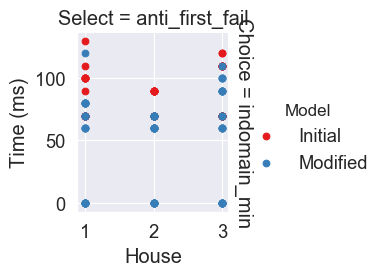 Select = anti_first_fail
Choice = indomain_min
Time (ms)
100
50
0
1 2 3
House
Model
Initial
Modified